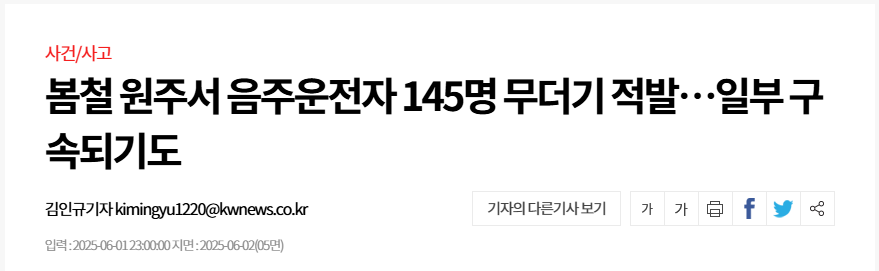 사건/사고
봄철 원주서 음주운전자 145명 무더기 적발…일부 구
속되기도
김인규기자 kimingyu1220@kwnews.co.kr
기자의 다른기사 보기
가 가
입력 : 2025-06-01 23:00:00 지면 : 2025-06-02(05면)